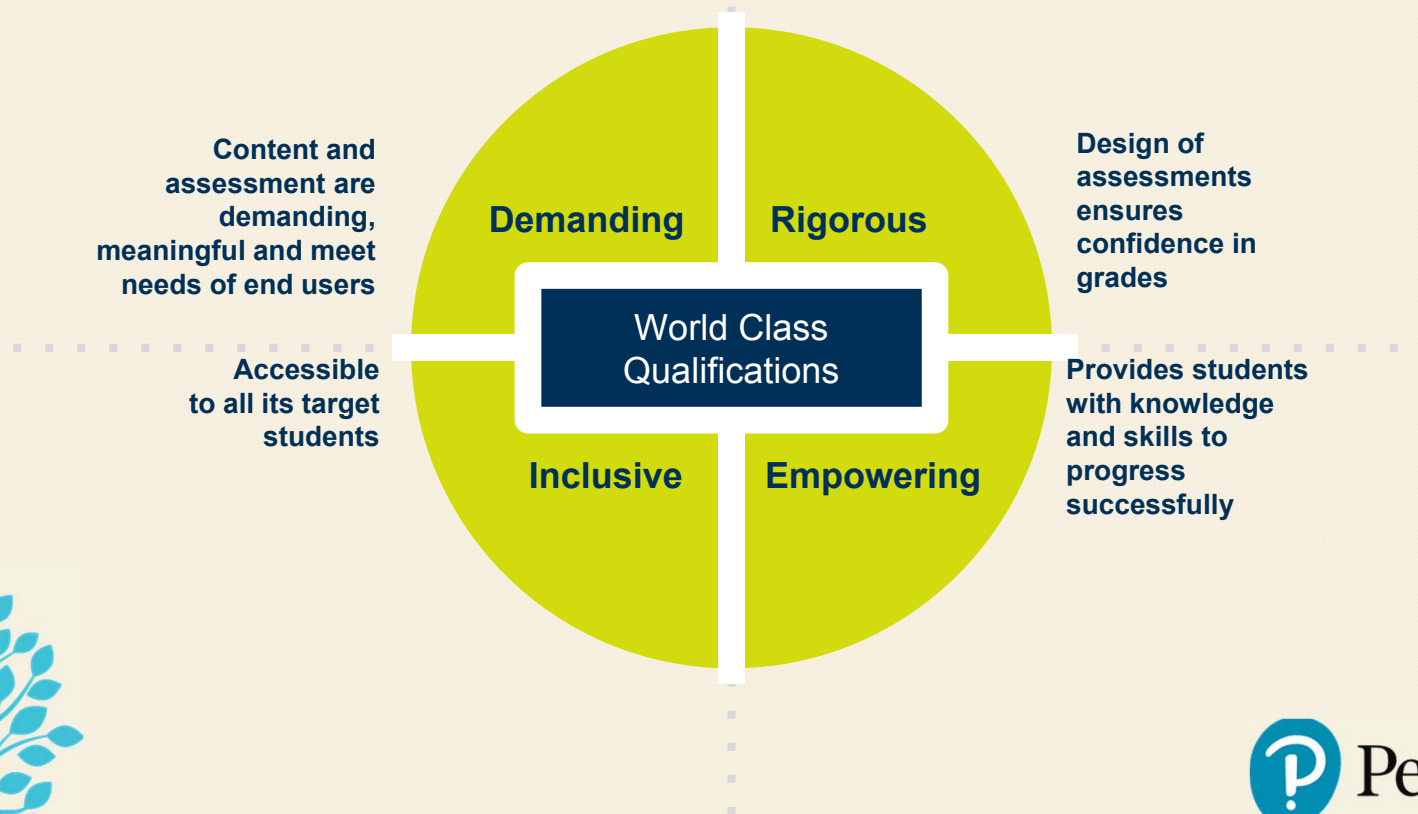 Content and
assessment are
demanding,
meaningful and meet
needs of end users
Demanding
Rigorous
Design of
assessments
ensures
confidence in
grades
World Class
Qualifications
Accessible
to all its target
students
Inclusive
Empowering
Provides students
with knowledge
and skills to
progress
successfully
Pe